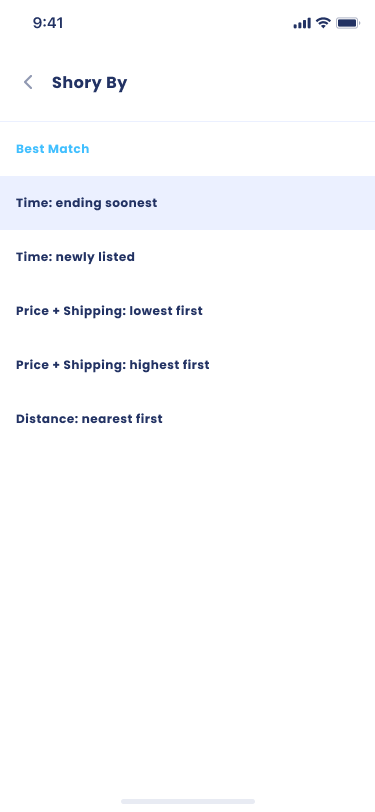 9:41
Shory By
Best Match
Time: ending soonest
Time: newly listed
Price + Shipping: lowest first
Price + Shipping: highest first
Distance: nearest first